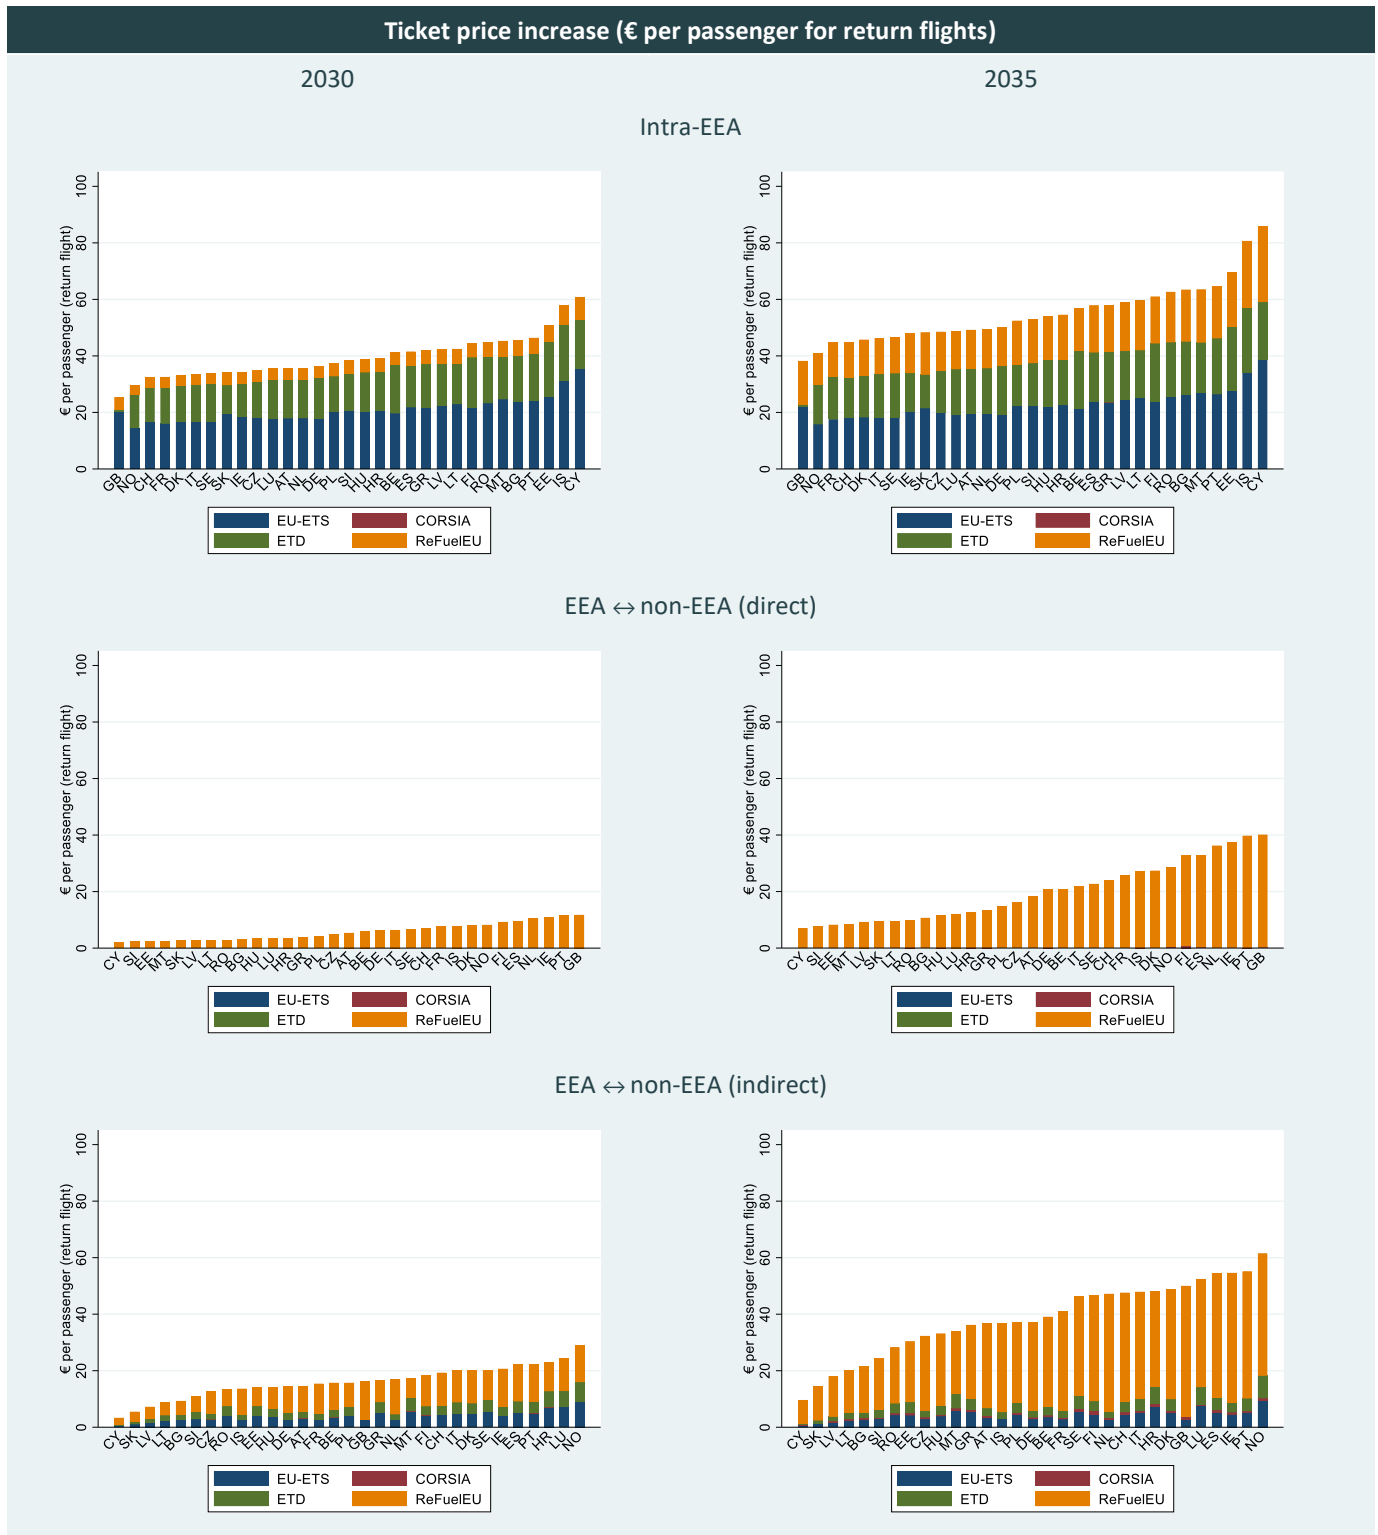 Ticket price increase (€ per passenger for return flights)
2030
2035
Intra-EEA
€ per passenger (return flight)
100
80
60
40
20
0
GB NO CH FR DK IT SE SK IE CZ LU AT NL DE PL SI HU HR BE ES GR LV LT FI RO MT BG PT EE IS CY
EU-ETS CORSIA
ETD ReFuelEU
€ per passenger (return flight)
100
80
60
40
20
0
GB NO FR CH DK IT SE IE SK CZ LU AT NL DE PL SI HU HR BE ES GR LV LT FI RO BG MT PT EE IS CY
EU-ETS CORSIA
ETD ReFuelEU
EEA ↔ non-EEA (direct)
€ per passenger (return flight)
100
80
60
40
20
0
CY SI EE MT SK LV LT RO BG HU LU HR GR PL CZ AT BE DE IT SE CH FR IS DK NO FI ES NL IE PT GB
EU-ETS CORSIA
ETD ReFuelEU
€ per passenger (return flight)
100
80
60
40
20
0
CY SI EE MT LV SK LT RO BG HU LU HR GR PL CZ AT DE BE IT SE CH FR IS DK NO FI ES NL IE PT GB
EU-ETS CORSIA
ETD ReFuelEU
EEA ↔ non-EEA (indirect)
€ per passenger (return flight)
100
80
60
40
20
0
CY SK LV LT BG SI CZ RO IS EE HU DE AT FR BE PL GB GR NL MT FI CH IT DK SE IE ES PT HR LU NO
EU-ETS CORSIA
ETD ReFuelEU
€ per passenger (return flight)
100
80
60
40
20
0
CY SK LV LT BG SI RO EE CZ HU MT GR AT IS PL DE BE FR SE FI NL CH IT HR DK GB LU ES IE PT NO
EU-ETS CORSIA
ETD ReFuelEU